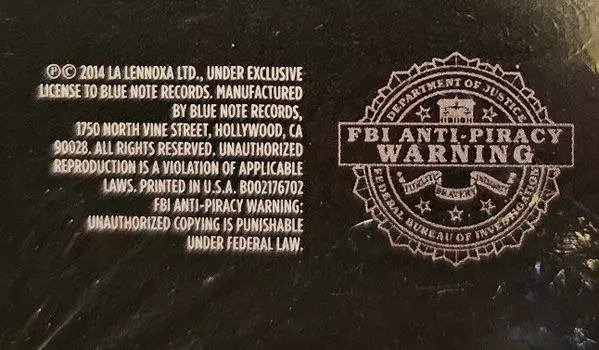 ℗© 2014 LA LENNOXA LTD., UNDER EXCLUSIVE
LICENSE TO BLUE NOTE RECORDS. MANUFACTURED
BY BLUE NOTE RECORDS,
1750 NORTH VINE STREET, HOLLYWOOD, CA
90028. ALL RIGHTS RESERVED. UNAUTHORIZED
REPRODUCTION IS A VIOLATION OF APPLICABLE
LAWS. PRINTED IN U.S.A. B002176702
FBI ANTI-PIRACY WARNING:
UNAUTHORIZED COPYING IS PUNISHABLE
UNDER FEDERAL LAW.
DEPARTMENT OF JUSTICE
FBI ANTI-PIRACY
WARNING
FIDELITY BRAVERY INTEGRITY
FEDERAL BUREAU OF INVESTIGATION